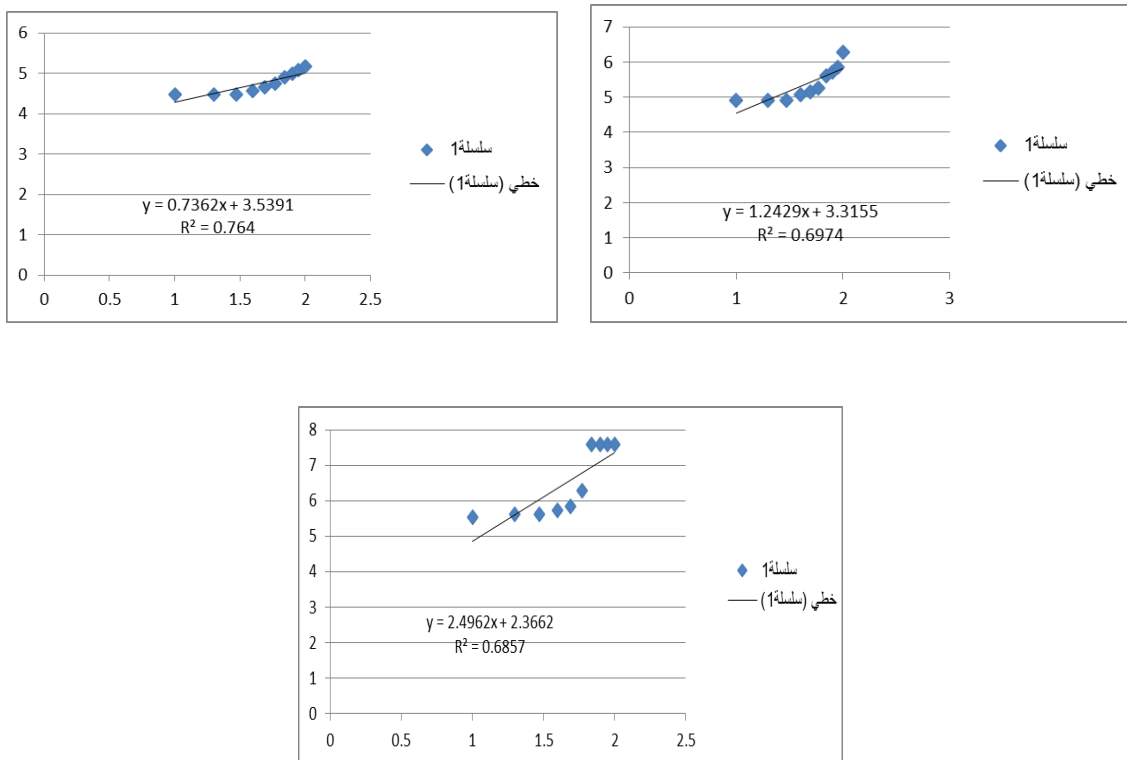 6
5
4
3
2
1
0
0 0.5 1 1.5 2 2.5
y = 0.7362x + 3.5391
R² = 0.764
سلسلة1
خطي (سلسلة1)
7
6
5
4
3
2
1
0
0 1 2 3
y = 1.2429x + 3.3155
R² = 0.6974
سلسلة1
خطي (سلسلة1)
8
7
6
5
4
3
2
1
0
0 0.5 1 1.5 2 2.5
y = 2.4962x + 2.3662
R² = 0.6857
سلسلة1
خطي (سلسلة1)